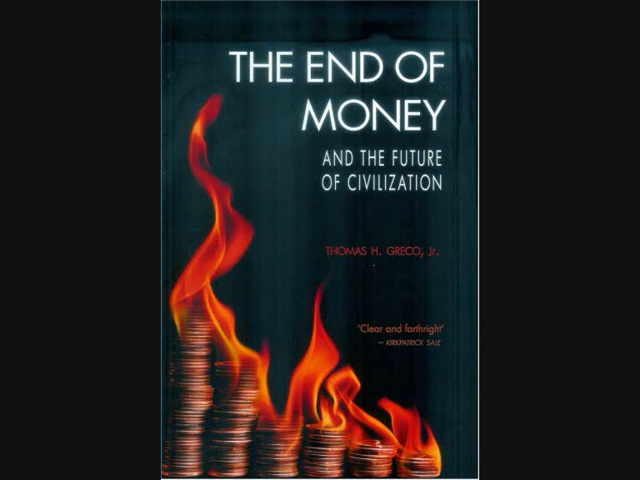 THE END OF
MONEY
AND THE FUTURE
OF CIVILIZATION
THOMAS H. GRECO, Jr.
'Clear and forthright'
– KIRKPATRICK SALE